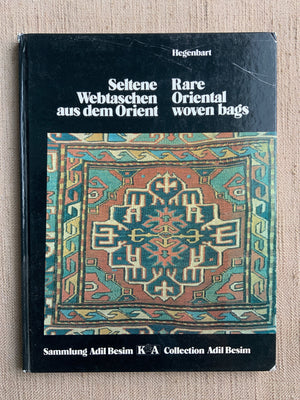 Hegenbart
Seltene
Webtaschen
aus dem Orient
Rare
Oriental
woven bags
Sammlung Adil Besim K A Collection Adil Besim